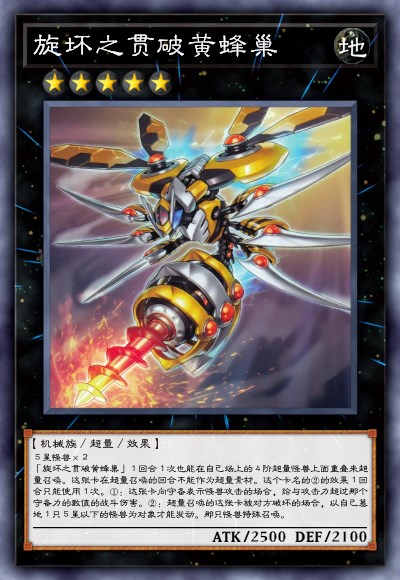 旋坏之贯破黄蜂巢
地
【机械族／超量／效果】
５星怪兽×２
「旋坏之贯破黄蜂巢」１回合１次也能在自己场上的４阶超量怪兽上面重叠来超
量召唤。这张卡在超量召唤的回合不能作为超量素材。这个卡名的②的效果１回
合只能使用１次。①：这张卡向守备表示怪兽攻击的场合，给与攻击力超过那个
守备力的数值的战斗伤害。②：超量召唤的这张卡被对方破坏的场合，以自己墓
地１只５星以下的怪兽为对象才能发动。那只怪兽特殊召唤。
ATK/2500 DEF/2100